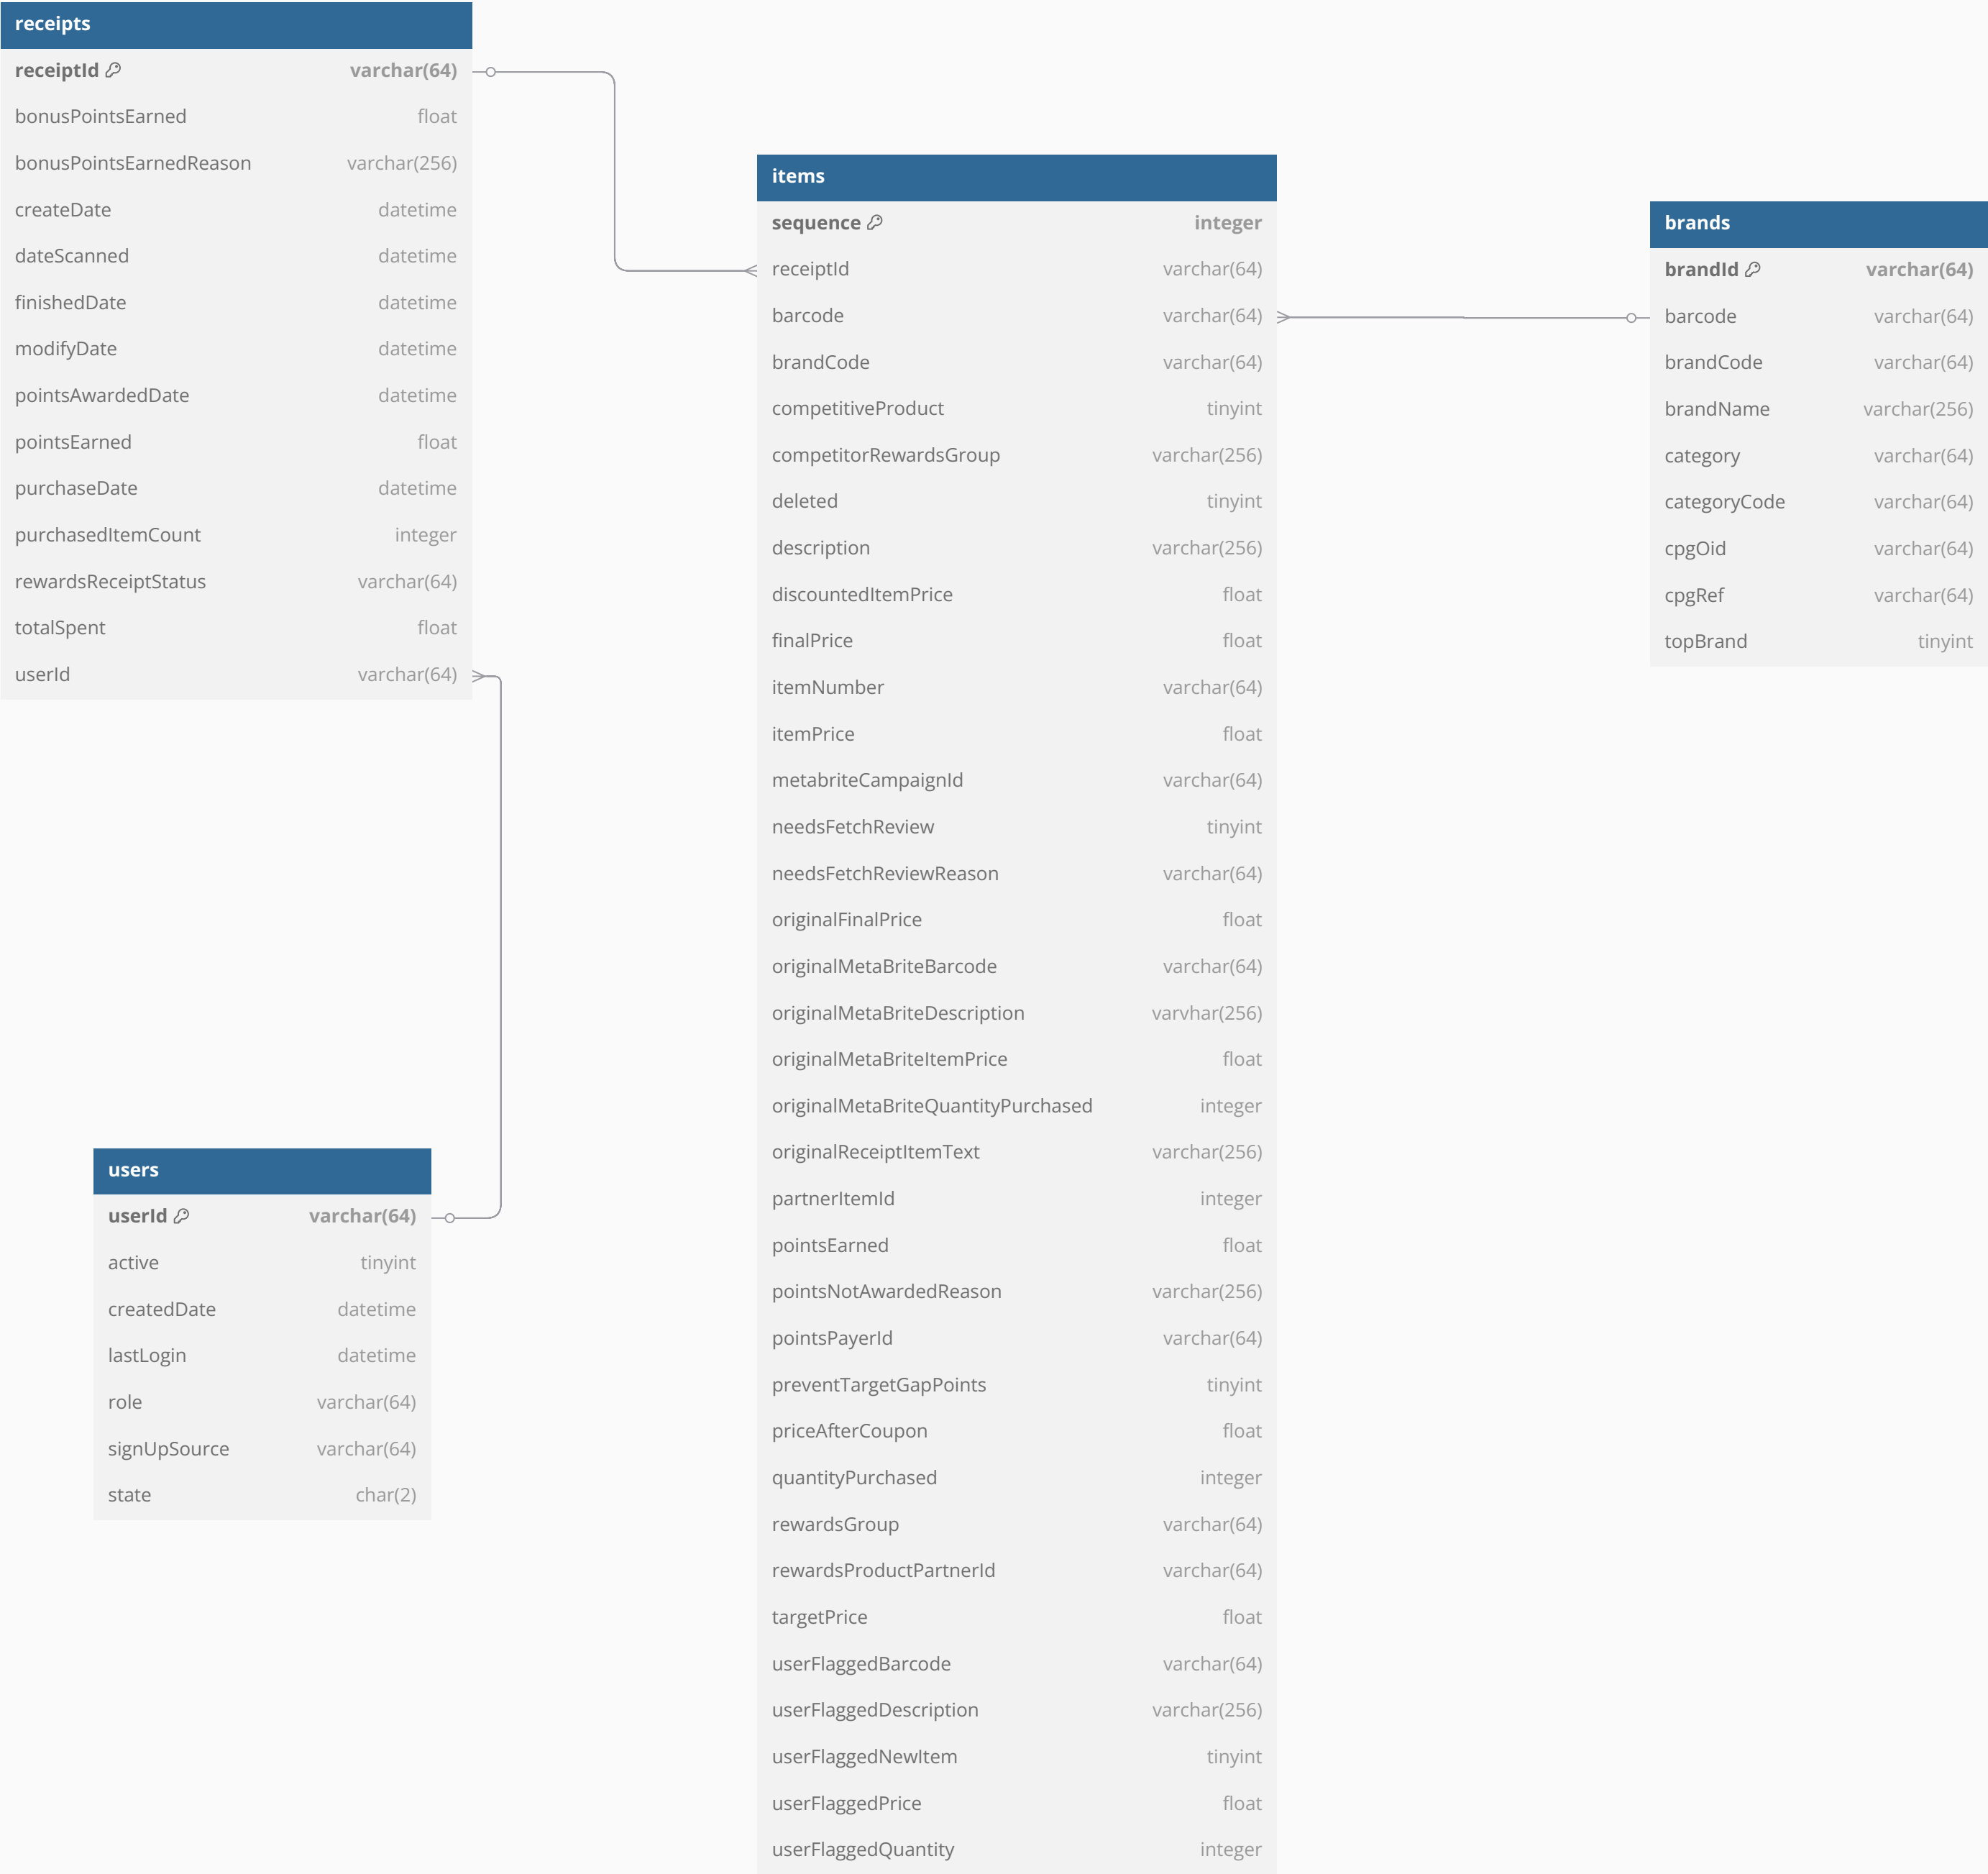 receipts
receiptId varchar(64)
bonusPointsEarned float
bonusPointsEarnedReason varchar(256)
createDate datetime
dateScanned datetime
finishedDate datetime
modifyDate datetime
pointsAwardedDate datetime
pointsEarned float
purchaseDate datetime
purchasedItemCount integer
rewardsReceiptStatus varchar(64)
totalSpent float
userId varchar(64)
users
userId varchar(64)
active tinyint
createdDate datetime
lastLogin datetime
role varchar(64)
signUpSource varchar(64)
state char(2)
items
sequence integer
receiptId varchar(64)
barcode varchar(64)
brandCode varchar(64)
competitiveProduct tinyint
competitorRewardsGroup varchar(256)
deleted tinyint
description varchar(256)
discountedItemPrice float
finalPrice float
itemNumber varchar(64)
itemPrice float
metabriteCampaignId varchar(64)
needsFetchReview tinyint
needsFetchReviewReason varchar(64)
originalFinalPrice float
originalMetaBriteBarcode varchar(64)
originalMetaBriteDescription varvhar(256)
originalMetaBriteItemPrice float
originalMetaBriteQuantityPurchased integer
originalReceiptItemText varchar(256)
partnerItemId integer
pointsEarned float
pointsNotAwardedReason varchar(256)
pointsPayerId varchar(64)
preventTargetGapPoints tinyint
priceAfterCoupon float
quantityPurchased integer
rewardsGroup varchar(64)
rewardsProductPartnerId varchar(64)
targetPrice float
userFlaggedBarcode varchar(64)
userFlaggedDescription varchar(256)
userFlaggedNewItem tinyint
userFlaggedPrice float
userFlaggedQuantity integer
brands
brandId varchar(64)
barcode varchar(64)
brandCode varchar(64)
brandName varchar(256)
category varchar(64)
categoryCode varchar(64)
cpgOid varchar(64)
cpgRef varchar(64)
topBrand tinyint